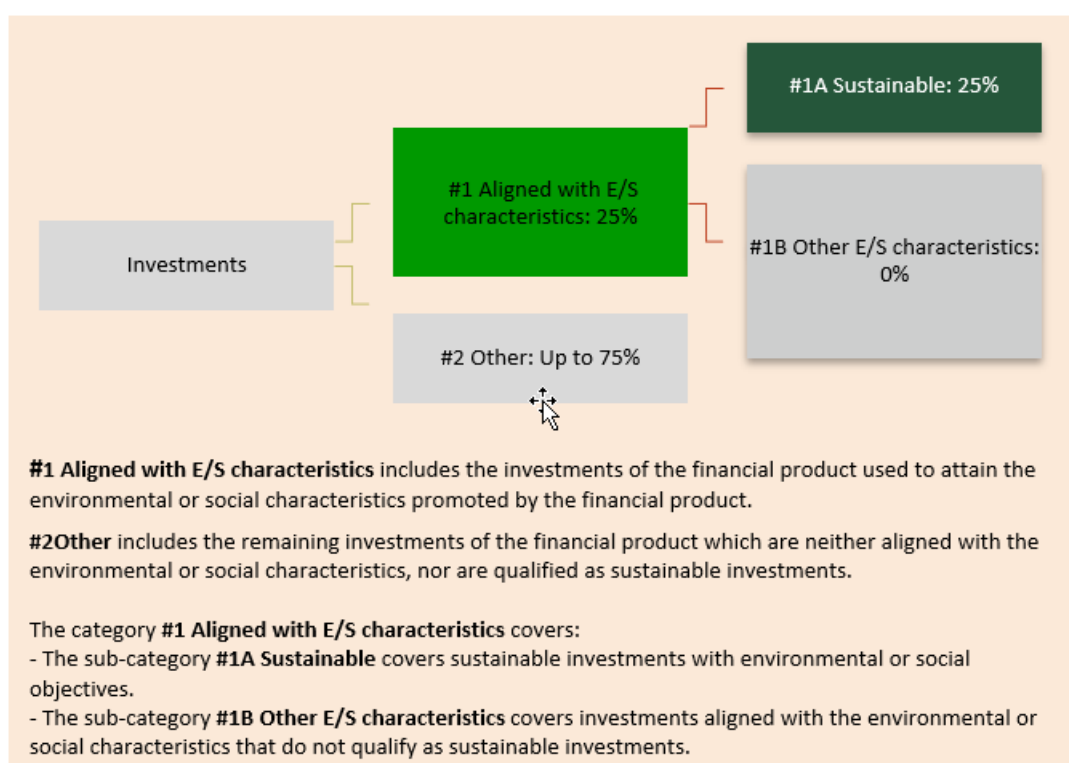 #1A Sustainable: 25%
#1 Aligned with E/S
characteristics: 25%
Investments
#1B Other E/S characteristics:
0%
#2 Other: Up to 75%
#1 Aligned with E/S characteristics includes the investments of the financial product used to attain the
environmental or social characteristics promoted by the financial product.
#2Other includes the remaining investments of the financial product which are neither aligned with the
environmental or social characteristics, nor are qualified as sustainable investments.
The category #1 Aligned with E/S characteristics covers:
- The sub-category #1A Sustainable covers sustainable investments with environmental or social
objectives.
- The sub-category #1B Other E/S characteristics covers investments aligned with the environmental or
social characteristics that do not qualify as sustainable investments.